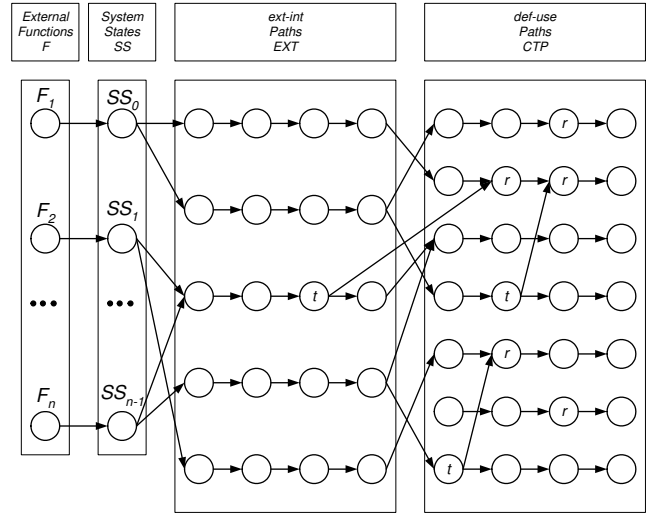 External System ext-int def-use
Functions States Paths Paths
F SS EXT CTP
F1 SS0
r
r r
F2 SS1
t t
••• •••
r
Fn SSn-1
r
t